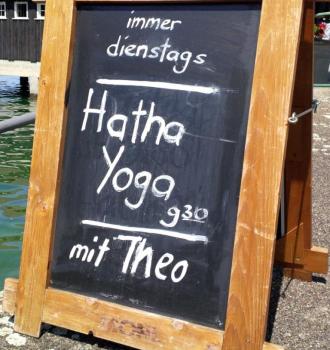 immer
dienstags
Hatha
Yoga
9³⁰
mit Theo